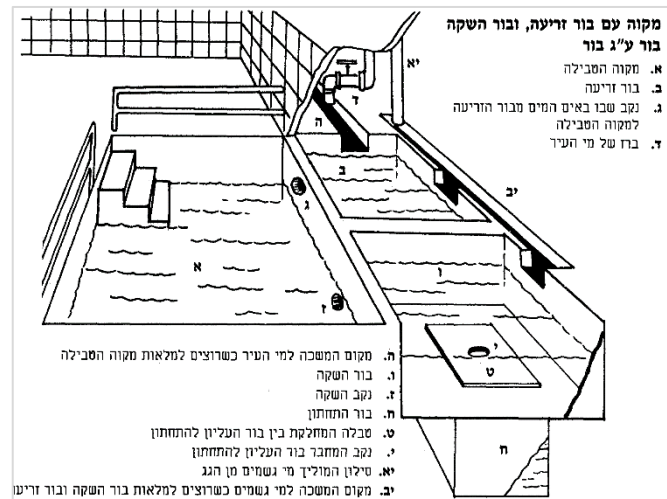 מקוה עם בור זריעה, ובור השקה
בור ע"ג בור
א. מקוה הטבילה
ב. בור זריעה
ג. נקב שבו באים המים מבור הזריעה
למקוה הטבילה
ד. ברז של מי העיר
יא
ד
ה
ב
יב
ג
א
ו
ז
י
ט
ח
ה. מקום המשכה למי העיר כשרוצים למלאות מקוה הטבילה
ו. בור השקה
ז. נקב השקה
ח. בור התחתון
ט. טבלה המחלקת בין בור העליון להתחתון
י. נקב המחבר בור העליון להתחתון
יא. סילון המוליך מי גשמים מן הגג
יב. מקום המשכה למי גשמים כשרוצים למלאות בור השקה ובור זריעו